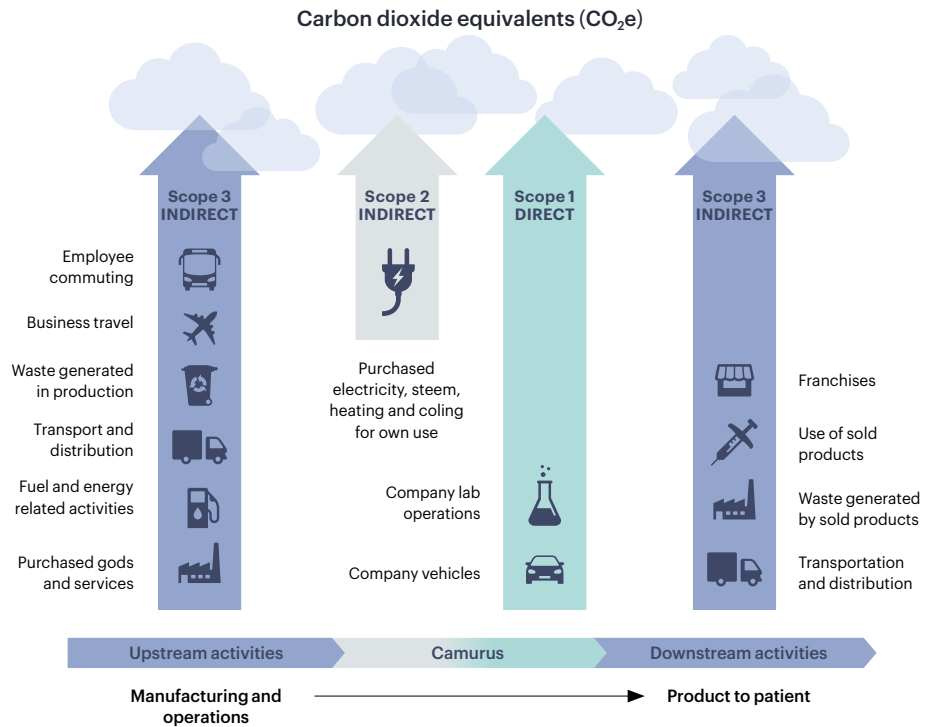 Carbon dioxide equivalents (CO₂e)
Scope 3
INDIRECT
Employee
commuting
Business travel
Waste generated
in production
Transport and
distribution
Fuel and energy
related activities
Purchased gods
and services
Scope 2
INDIRECT
Purchased
electricity, steem,
heating and coling
for own use
Scope 1
DIRECT
Company lab
operations
Company vehicles
Scope 3
INDIRECT
Franchises
Use of sold
products
Waste generated
by sold products
Transportation
and distribution
Upstream activities
Camurus
Downstream activities
Manufacturing and
operations
Product to patient